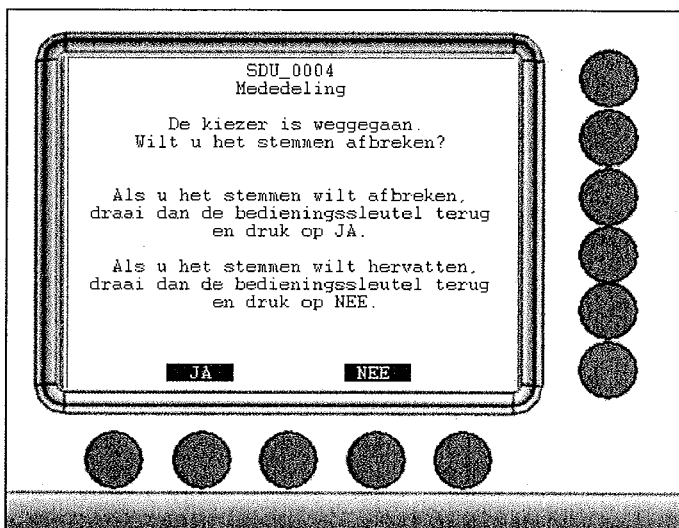 SDU_0004
Mededeling
De kiezer is weggegaan.
Wilt u het stemmen afbreken?
Als u het stemmen wilt afbreken,
draai dan de bedieningssleutel terug
en druk op JA.
Als u het stemmen wilt hervatten,
draai dan de bedieningssleutel terug
en druk op NEE.
JA NEE